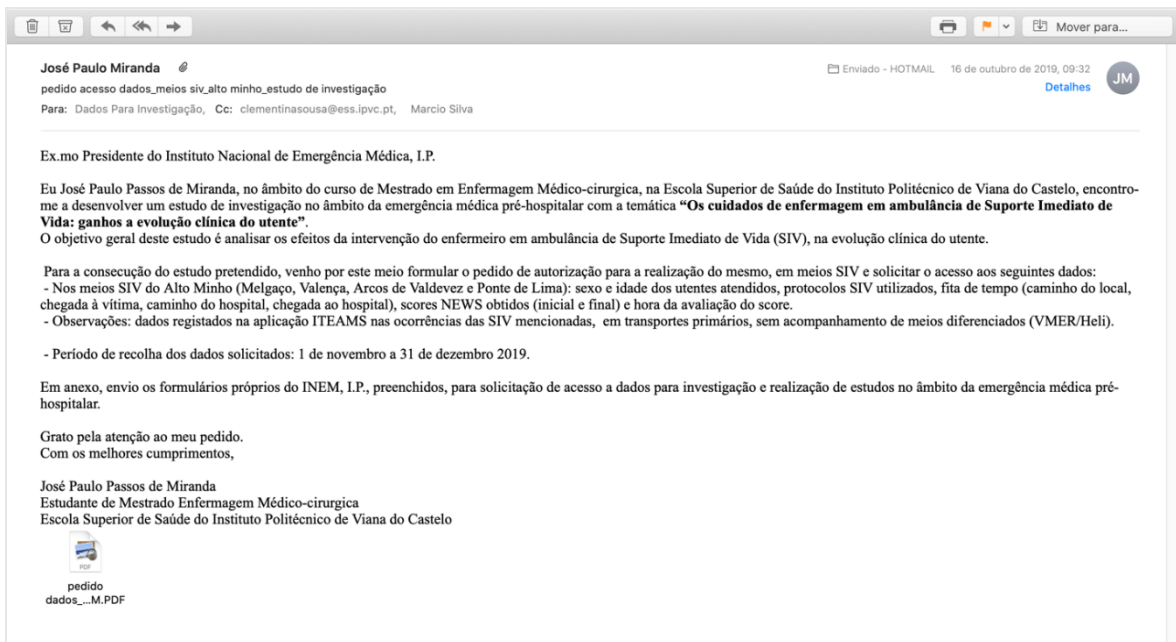 Mover para...
José Paulo Miranda
Enviado - HOTMAIL 16 de outubro de 2019, 09:32
JM
pedido acesso dados_meios siv_alto minho_estudo de investigação
Detalhes
Para: Dados Para Investigação, Cc: clementinasousa@ess.ipvc.pt, Marcio Silva
Ex.mo Presidente do Instituto Nacional de Emergência Médica, I.P.
Eu José Paulo Passos de Miranda, no âmbito do curso de Mestrado em Enfermagem Médico-cirurgica, na Escola Superior de Saúde do Instituto Politécnico de Viana do Castelo, encontro-
me a desenvolver um estudo de investigação no âmbito da emergência médica pré-hospitalar com a temática “Os cuidados de enfermagem em ambulância de Suporte Imediato de
Vida: ganhos a evolução clínica do utente”.
O objetivo geral deste estudo é analisar os efeitos da intervenção do enfermeiro em ambulância de Suporte Imediato de Vida (SIV), na evolução clínica do utente.
Para a consecução do estudo pretendido, venho por este meio formular o pedido de autorização para a realização do mesmo, em meios SIV e solicitar o acesso aos seguintes dados:
- Nos meios SIV do Alto Minho (Melgaço, Valença, Arcos de Valdevez e Ponte de Lima): sexo e idade dos utentes atendidos, protocolos SIV utilizados, fita de tempo (caminho do local,
chegada à vítima, caminho do hospital, chegada ao hospital), scores NEWS obtidos (inicial e final) e hora da avaliação do score.
- Observações: dados registados na aplicação ITEAMS nas ocorrências das SIV mencionadas, em transportes primários, sem acompanhamento de meios diferenciados (VMER/Heli).
- Período de recolha dos dados solicitados: 1 de novembro a 31 de dezembro 2019.
Em anexo, envio os formulários próprios do INEM, I.P., preenchidos, para solicitação de acesso a dados para investigação e realização de estudos no âmbito da emergência médica pré-
hospitalar.
Grato pela atenção ao meu pedido.
Com os melhores cumprimentos,
José Paulo Passos de Miranda
Estudante de Mestrado Enfermagem Médico-cirurgica
Escola Superior de Saúde do Instituto Politécnico de Viana do Castelo
PDF
pedido
dados_...M.PDF